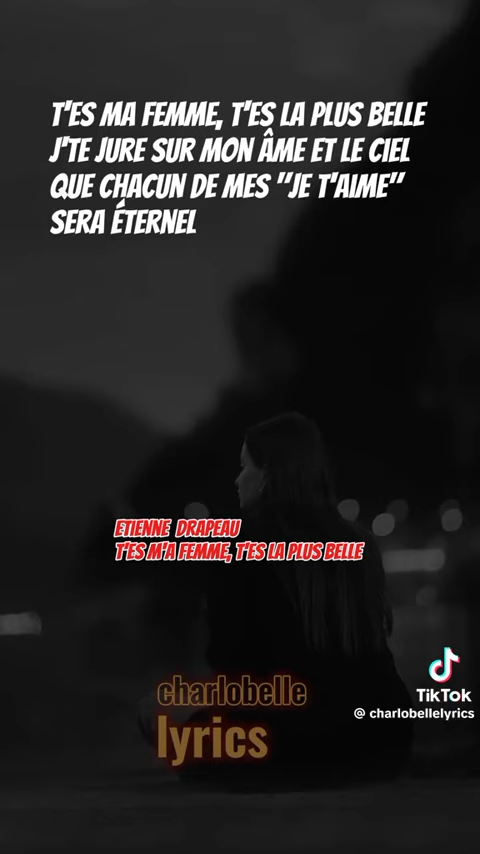 T'ES MA FEMME, T'ES LA PLUS BELLE
J'TE JURE SUR MON ÂME ET LE CIEL
QUE CHACUN DE MES "JE T'AIME"
SERA ÉTERNEL
ETIENNE DRAPEAU
T'ES M'A FEMME, T'ES LA PLUS BELLE
charlobelle
lyrics
TikTok
@ charlobellelyrics